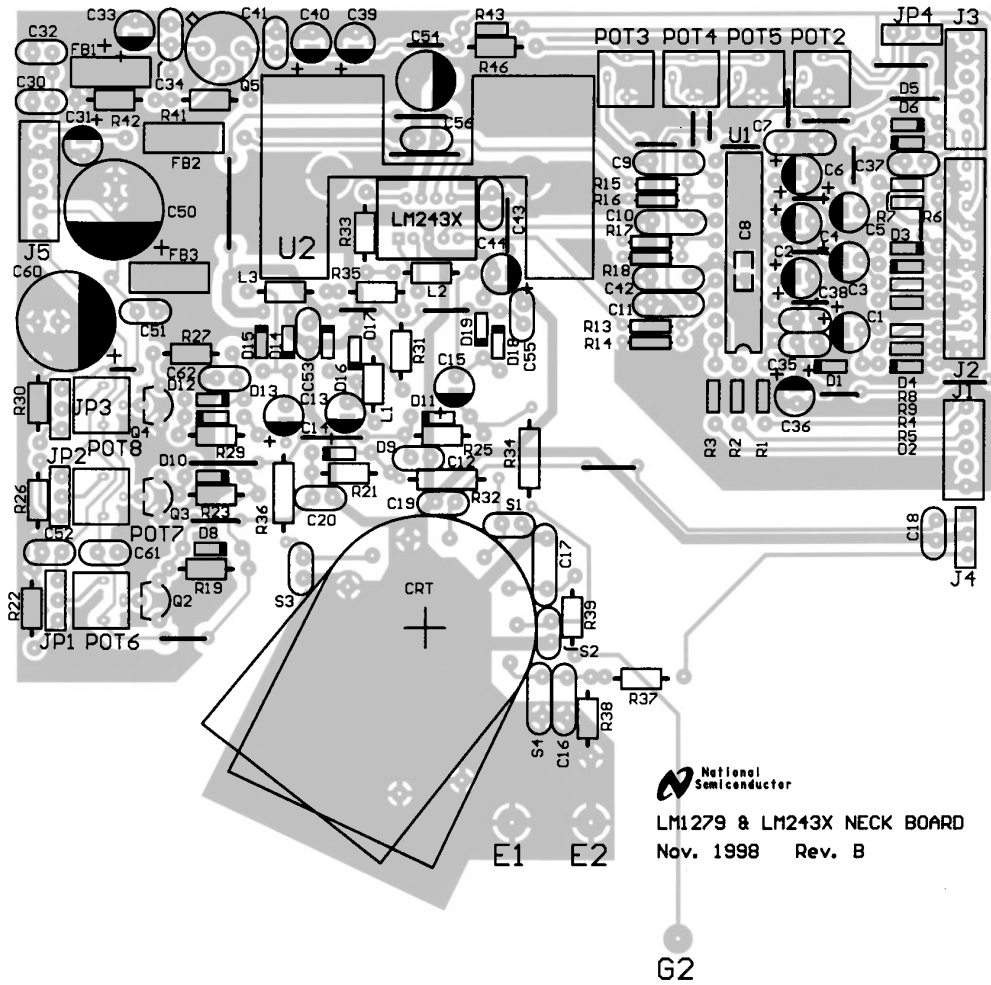 C33
C41
C40
C39
R43
JP4
J3
C32
FB1
C54
POT3
POT4
POT5
POT2
C34
Q5
R46
C30
R42
R41
D5
D6
C31
FB2
C56
U1
C7
C9
C6
C37
C50
R15
R16
C10
R17
R33
LM243X
C43
C44
C8
C4
C5
R7
R6
J5
U2
C2
D3
C60
FB3
L3
R35
L2
R18
C42
C11
C38
C3
C51
R27
D15
D14
D17
D19
D18
C55
R31
R13
R14
C1
C62
C53
D16
C15
C35
D1
J2
R30
D12
D13
C13
L1
D11
D4
R8
R9
R4
R5
D2
J1
JP3
POT8
Q4
R29
C14
R25
R34
R3
R2
R1
C36
JP2
D10
D9
C12
R26
Q3
R23
R36
R21
R32
C20
C19
S1
POT7
C52
C61
D8
C17
C18
R19
S3
CRT
J4
R22
Q2
R39
JP1
POT6
S2
R37
R38
S4
C16
National
Semiconductor
LM1279 & LM243X NECK BOARD
Nov. 1998 Rev. B
E1
E2
G2